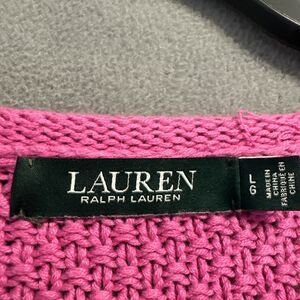 LAUREN
RALPH LAUREN
L
G
MADE IN
CHINA
FABRIQUÉ EN
CHINE